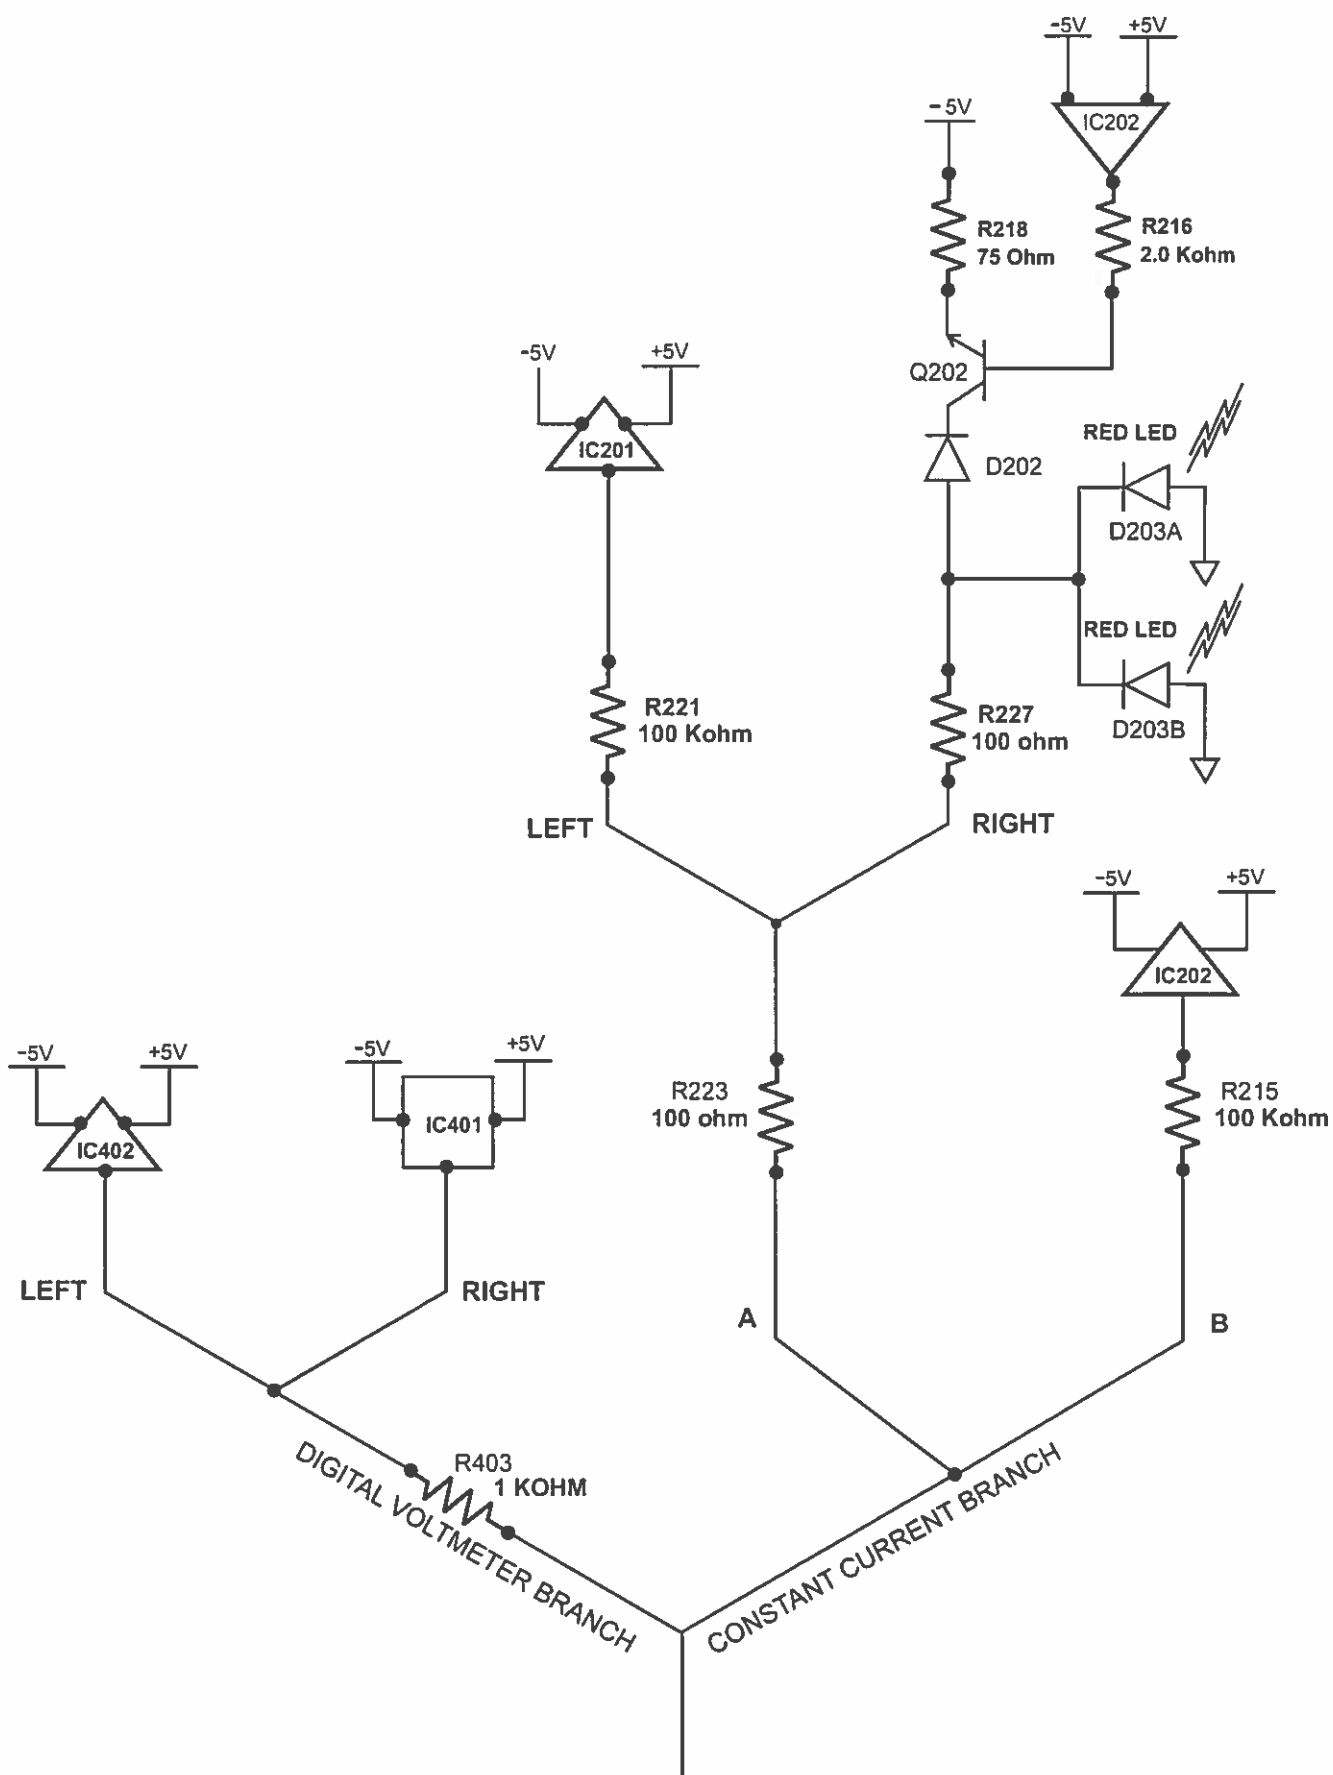 -5V
+5V
IC202
- 5V
R218
75 Ohm
R216
2.0 Kohm
Q202
-5V
+5V
IC201
D202
RED LED
D203A
RED LED
D203B
R221
100 Kohm
R227
100 ohm
LEFT
RIGHT
-5V
+5V
IC202
-5V
+5V
IC402
-5V
+5V
IC401
R223
100 ohm
R215
100 Kohm
LEFT
RIGHT
A
B
R403
1 KOHM
DIGITAL VOLTMETER BRANCH
CONSTANT CURRENT BRANCH